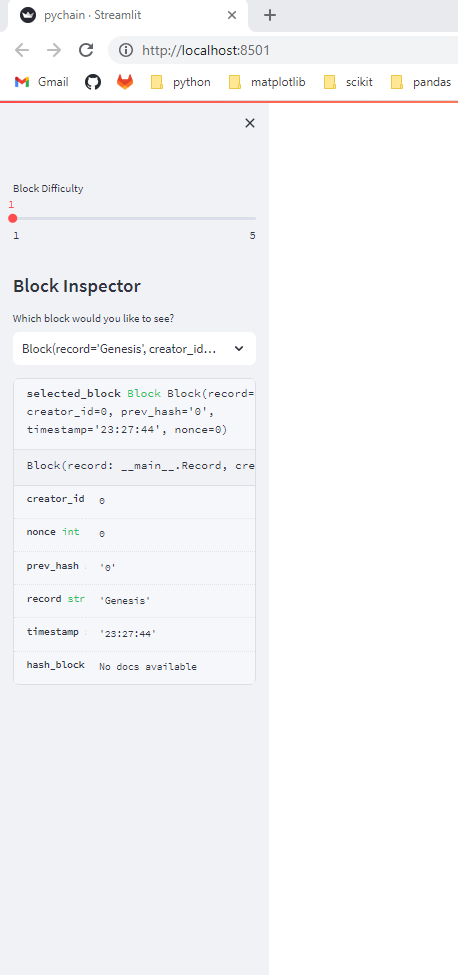 pychain · Streamlit
http://localhost:8501
Gmail
python
matplotlib
scikit
pandas
Block Difficulty
1
1 5
Block Inspector
Which block would you like to see?
Block(record='Genesis', creator_id...
selected_block Block Block(record=
creator_id=0, prev_hash='0',
timestamp='23:27:44', nonce=0)
Block(record: __main__.Record, cre
creator_id 0
nonce int 0
prev_hash '0'
record str 'Genesis'
timestamp '23:27:44'
hash_block No docs available